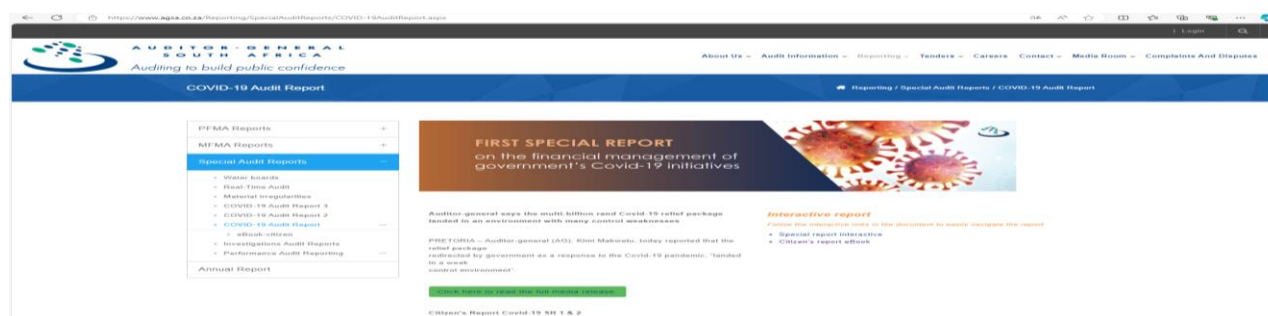 https://www.agsa.co.za/Reporting/SpecialAuditReports/COVID-19AuditReport.aspx
| Login
AUDITOR-GENERAL
SOUTH AFRICA
Auditing to build public confidence
About Us Audit Information Reporting Tenders Careers Contact Media Room Complaints And Disputes
COVID-19 Audit Report
Reporting / Special Audit Reports / COVID-19 Audit Report
PFMA Reports +
MFMA Reports +
Special Audit Reports −
Water boards
Real-Time Audit
Material Irregularities
COVID-19 Audit Report 3
COVID-19 Audit Report 2
COVID-19 Audit Report −
eBook-citizen
Investigations Audit Reports
Performance Audit Reporting −
Annual Report
FIRST SPECIAL REPORT
on the financial management of
government's Covid-19 initiatives
Auditor-general says the multi-billion rand Covid-19 relief package
landed in an environment with many control weaknesses
PRETORIA – Auditor-general (AG), Kimi Makwetu, today reported that the
relief package
redirected by government as a response to the Covid-19 pandemic, "landed
in a weak
control environment".
Click here to read the full media release
Citizen's Report Covid-19 SR 1 & 2
Interactive report
Follow the interactive links in the document to easily navigate the report
Special report interactive
Citizen's report eBook